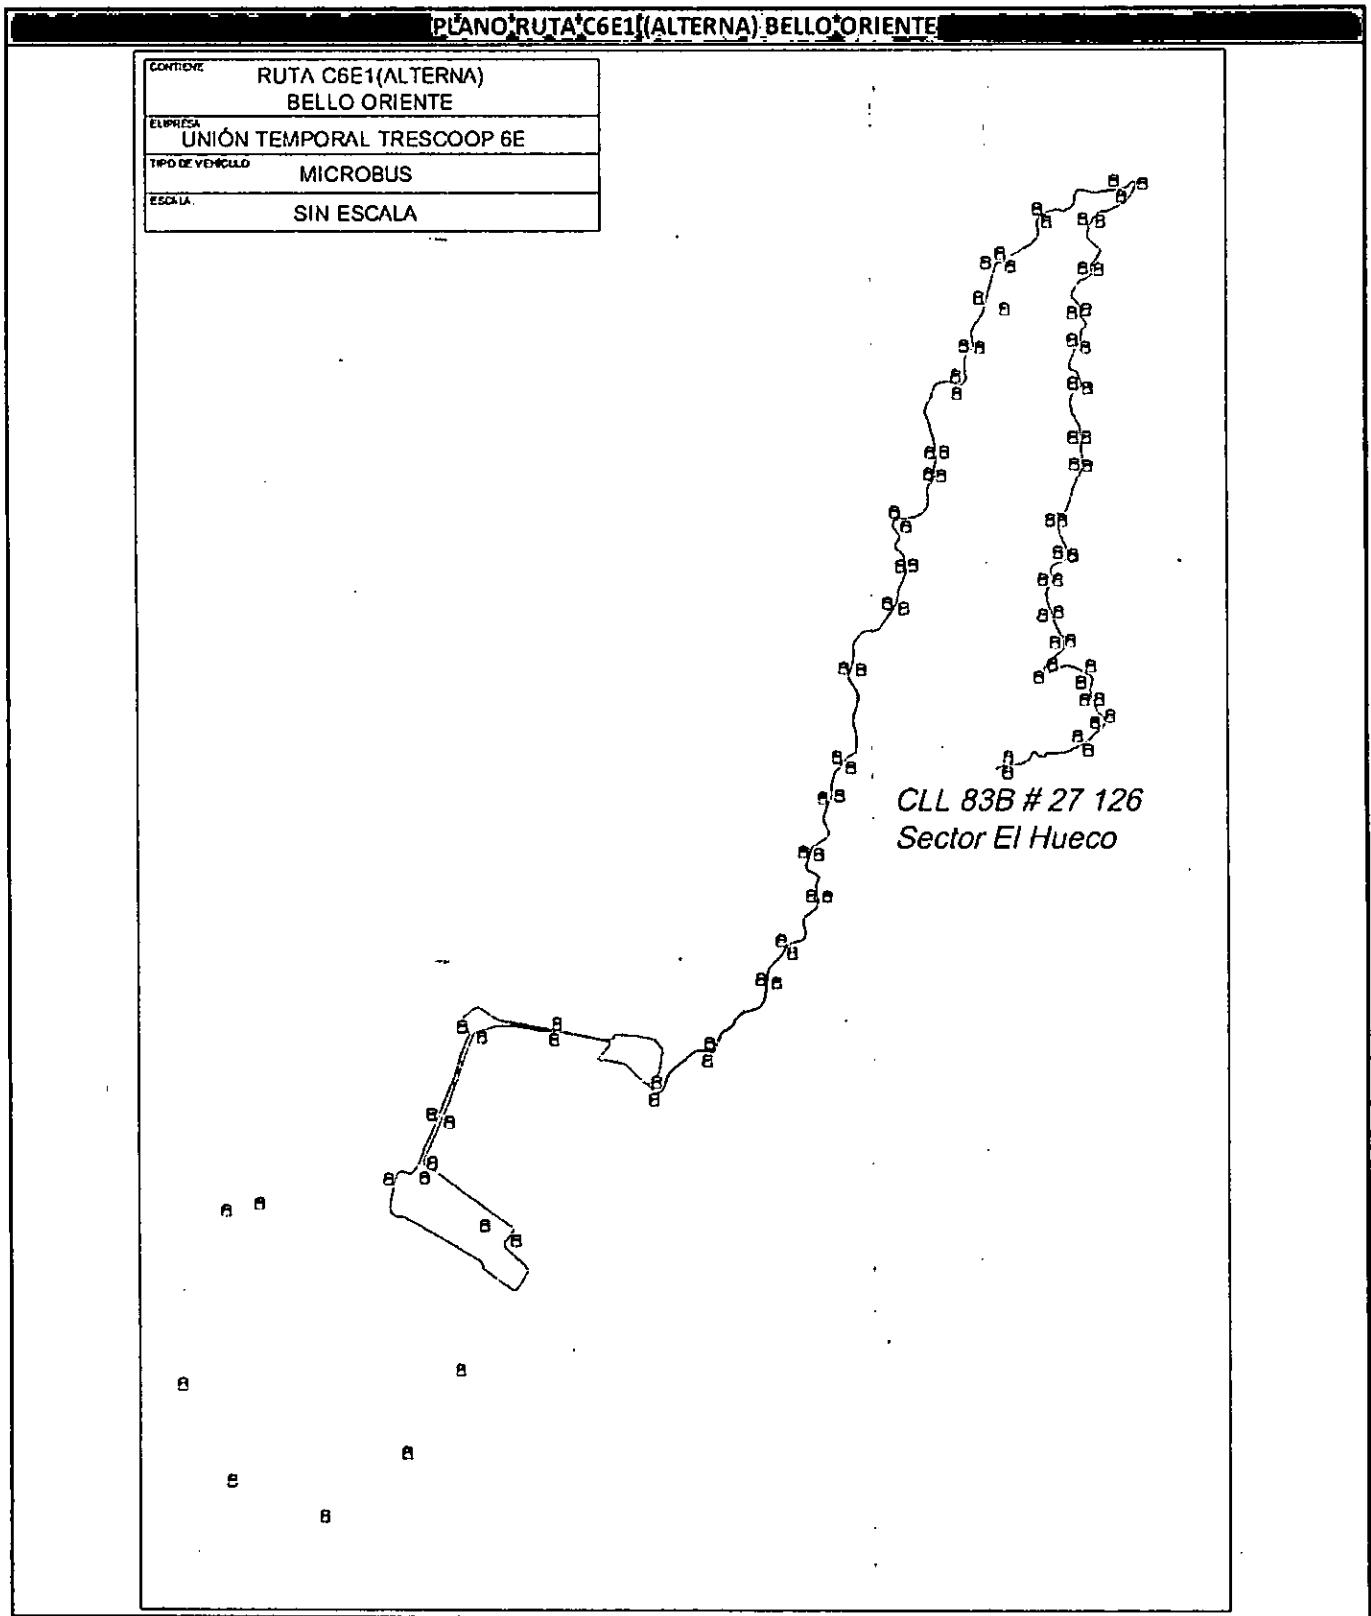 PLANO RUTA C6E1 (ALTERNA) BELLO ORIENTE
CONTIENE
RUTA C6E1(ALTERNA)
BELLO ORIENTE
EMPRESA
UNIÓN TEMPORAL TRESCOOP 6E
TIPO DE VEHÍCULO
MICROBUS
ESCALA.
SIN ESCALA
CLL 83B # 27 126
Sector El Hueco